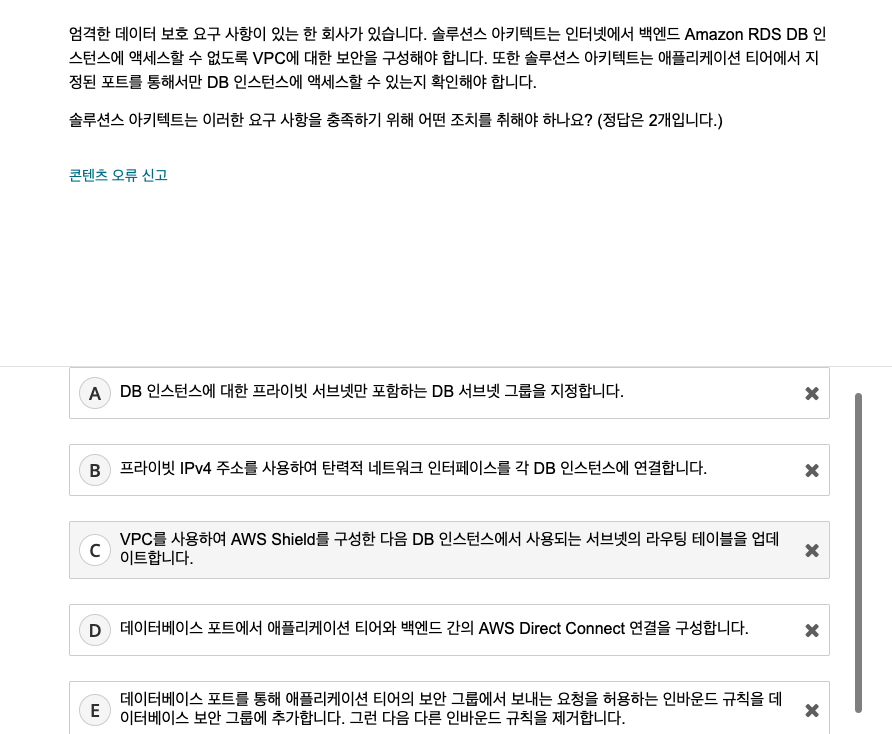 엄격한 데이터 보호 요구 사항이 있는 한 회사가 있습니다. 솔루션스 아키텍트는 인터넷에서 백엔드 Amazon RDS DB 인
스턴스에 액세스할 수 없도록 VPC에 대한 보안을 구성해야 합니다. 또한 솔루션스 아키텍트는 애플리케이션 티어에서 지
정된 포트를 통해서만 DB 인스턴스에 액세스할 수 있는지 확인해야 합니다.
솔루션스 아키텍트는 이러한 요구 사항을 충족하기 위해 어떤 조치를 취해야 하나요? (정답은 2개입니다.)
콘텐츠 오류 신고
A DB 인스턴스에 대한 프라이빗 서브넷만 포함하는 DB 서브넷 그룹을 지정합니다.
B 프라이빗 IPv4 주소를 사용하여 탄력적 네트워크 인터페이스를 각 DB 인스턴스에 연결합니다.
C VPC를 사용하여 AWS Shield를 구성한 다음 DB 인스턴스에서 사용되는 서브넷의 라우팅 테이블을 업데
이트합니다.
D 데이터베이스 포트에서 애플리케이션 티어와 백엔드 간의 AWS Direct Connect 연결을 구성합니다.
E 데이터베이스 포트를 통해 애플리케이션 티어의 보안 그룹에서 보내는 요청을 허용하는 인바운드 규칙을 데
이터베이스 보안 그룹에 추가합니다. 그런 다음 다른 인바운드 규칙을 제거합니다.